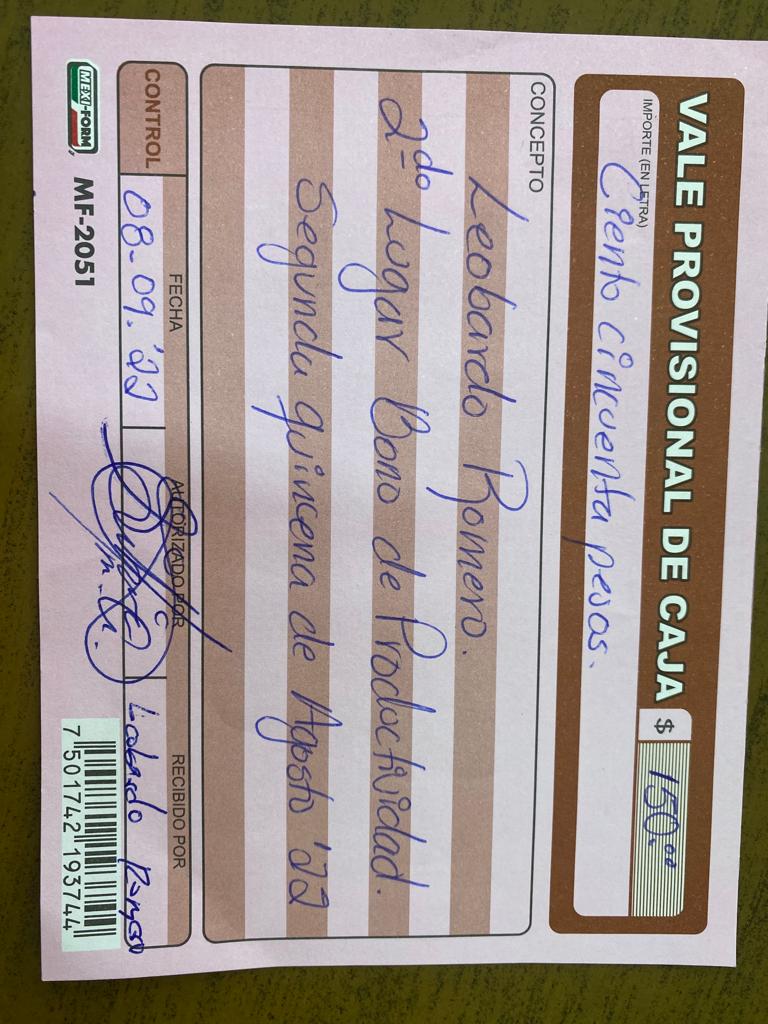 VALE PROVISIONAL DE CAJA $ 150.00
IMPORTE (EN LETRA)
Ciento cincuenta pesos.
CONCEPTO
Leobardo Romero.
2do Lugar Bono de Productividad.
Segunda quincena de Agosto '22
CONTROL
FECHA
08-09.'22
AUTORIZADO POR
RECIBIDO POR
Leobardo Romero
MEXI-FORM
MF-2051
7 501742 193744